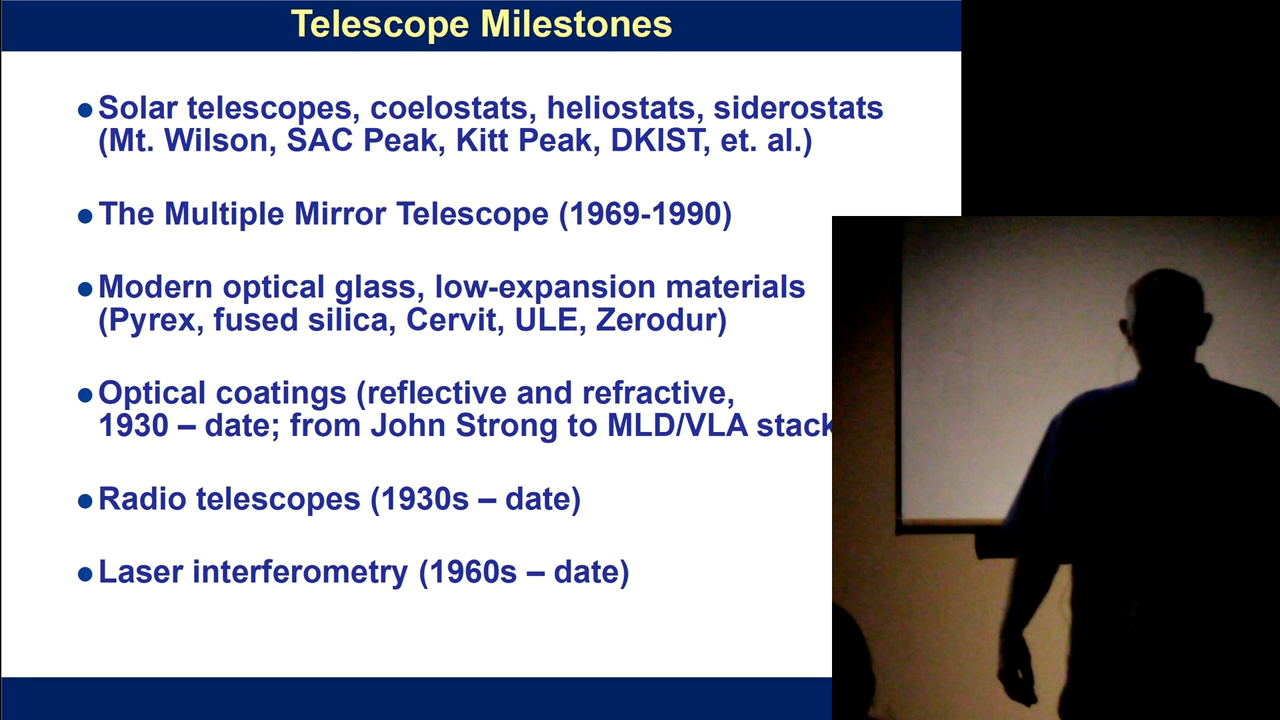 Telescope Milestones
●Solar telescopes, coelostats, heliostats, siderostats
(Mt. Wilson, SAC Peak, Kitt Peak, DKIST, et. al.)
●The Multiple Mirror Telescope (1969-1990)
●Modern optical glass, low-expansion materials
(Pyrex, fused silica, Cervit, ULE, Zerodur)
●Optical coatings (reflective and refractive,
1930 – date; from John Strong to MLD/VLA stack
●Radio telescopes (1930s – date)
●Laser interferometry (1960s – date)